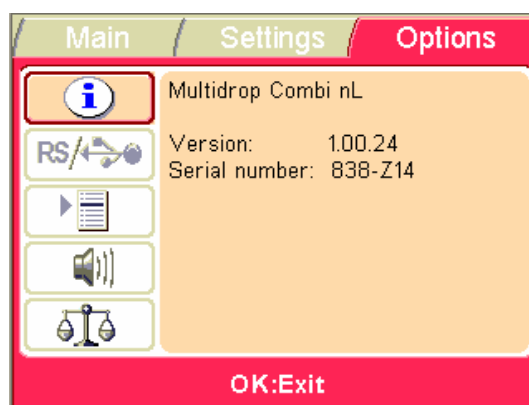 Main Settings Options
i
Multidrop Combi nL
RS/
Version: 1.00.24
Serial number: 838-Z14
OK:Exit